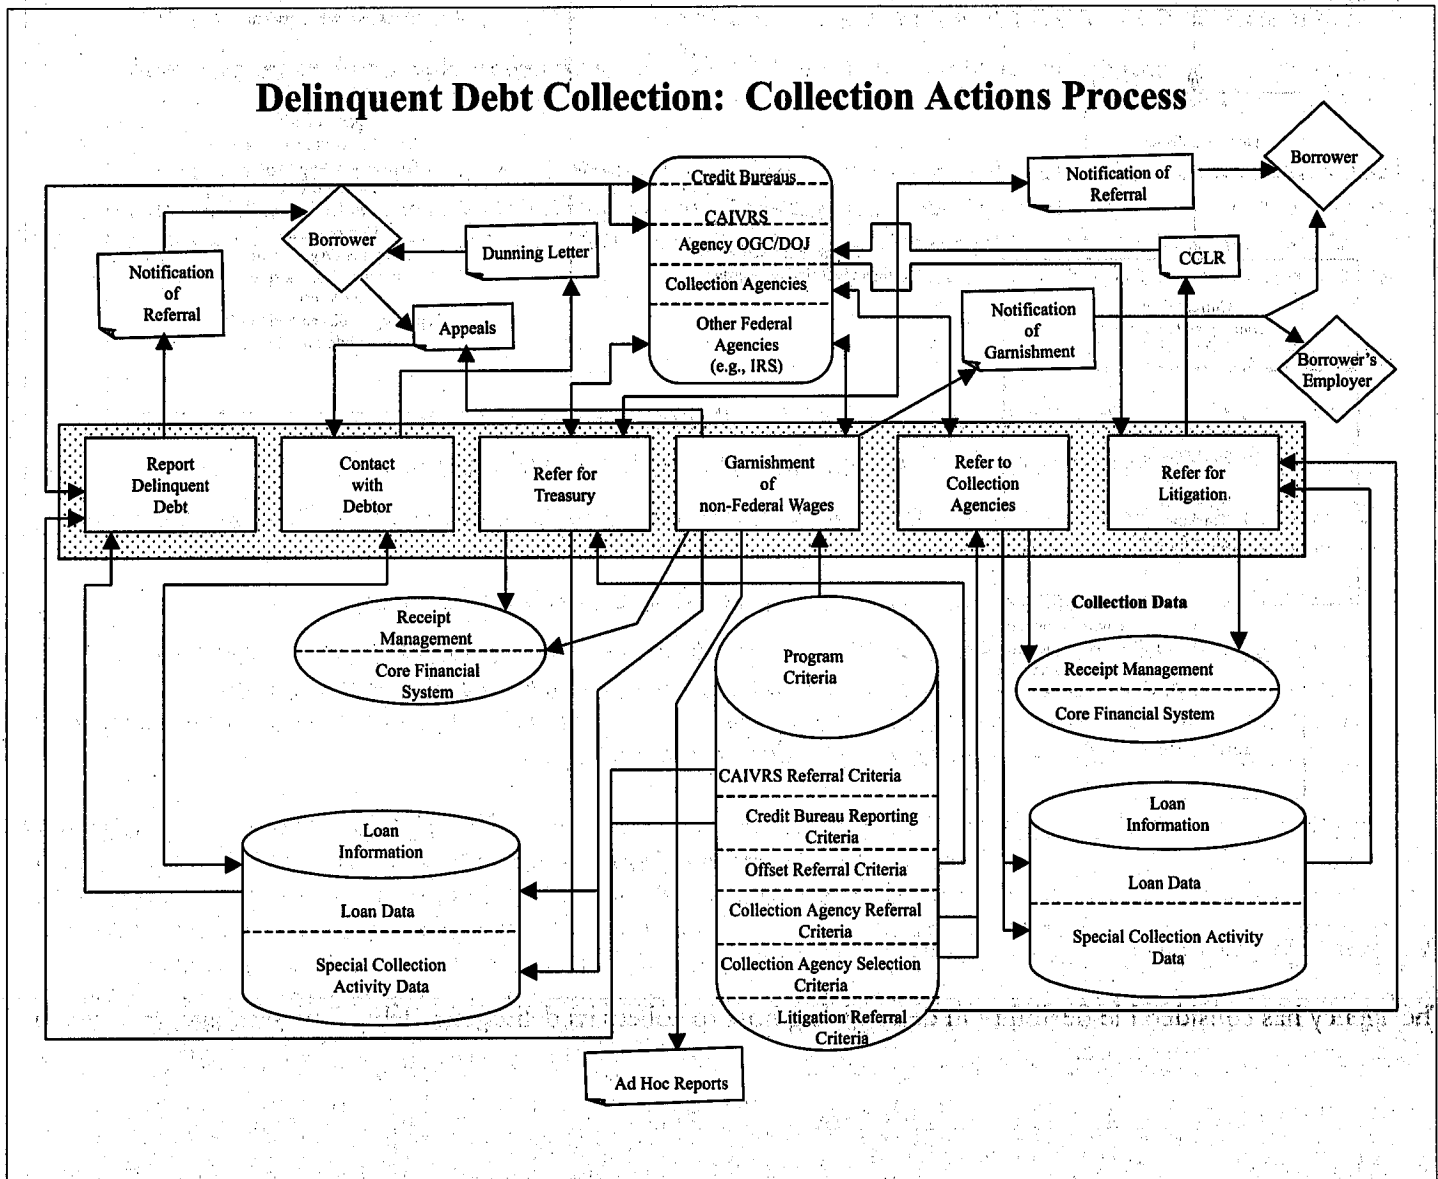 Delinquent Debt Collection: Collection Actions Process
Credit Bureaus
CAIVRS
Agency OGC/DOJ
Collection Agencies
Other Federal
Agencies
(e.g., IRS)
Notification of
Referral
Borrower
Borrower
Dunning Letter
Notification
of
Referral
Appeals
CCLR
Notification
of
Garnishment
Borrower's
Employer
Report
Delinquent
Debt
Contact
with
Debtor
Refer for
Treasury
Garnishment
of
non-Federal Wages
Refer to
Collection
Agencies
Refer for
Litigation
Receipt
Management
Core Financial
System
Program
Criteria
CAIVRS Referral Criteria
Credit Bureau Reporting
Criteria
Offset Referral Criteria
Collection Agency Referral
Criteria
Collection Agency Selection
Criteria
Litigation Referral
Criteria
Collection Data
Receipt Management
Core Financial System
Loan
Information
Loan Data
Special Collection
Activity Data
Loan
Information
Loan Data
Special Collection Activity
Data
Ad Hoc Reports